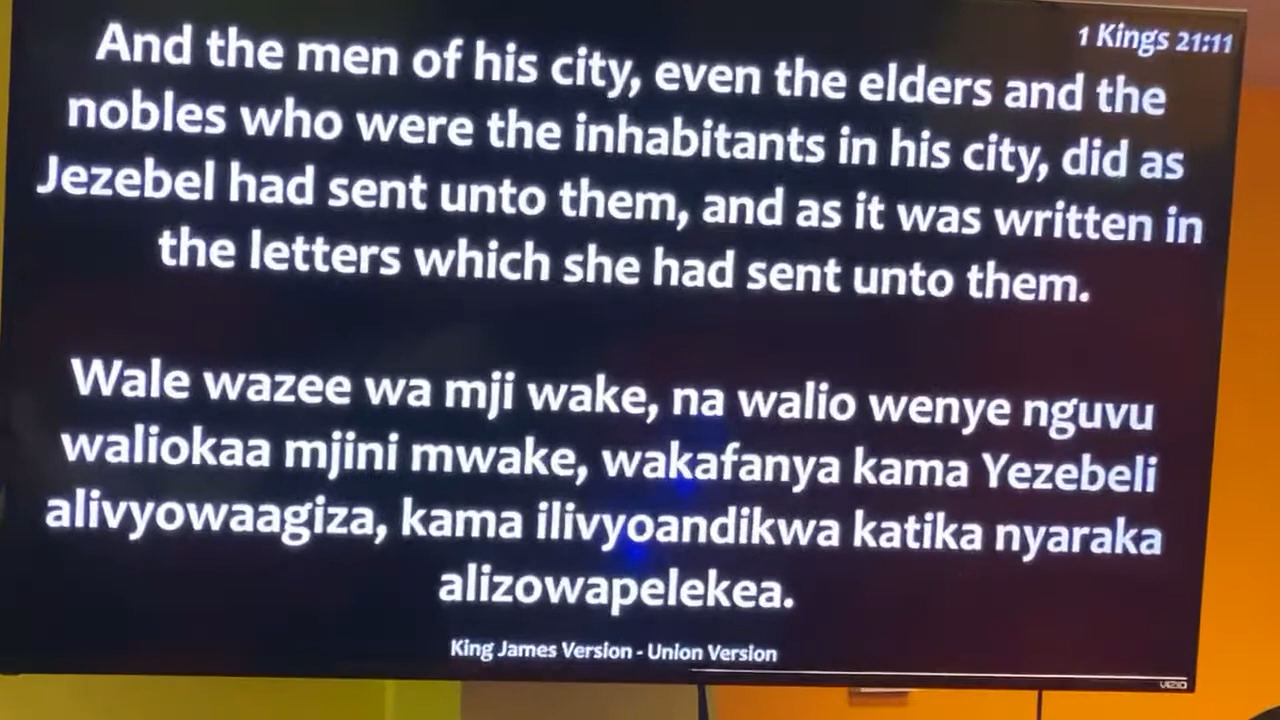 1 Kings 21:11
And the men of his city, even the elders and the
nobles who were the inhabitants in his city, did as
Jezebel had sent unto them, and as it was written in
the letters which she had sent unto them.
Wale wazee wa mji wake, na walio wenye nguvu
waliokaa mjini mwake, wakafanya kama Yezebeli
alivyowaagiza, kama ilivyoandikwa katika nyaraka
alizowapelekea.
King James Version - Union Version
VIZIO